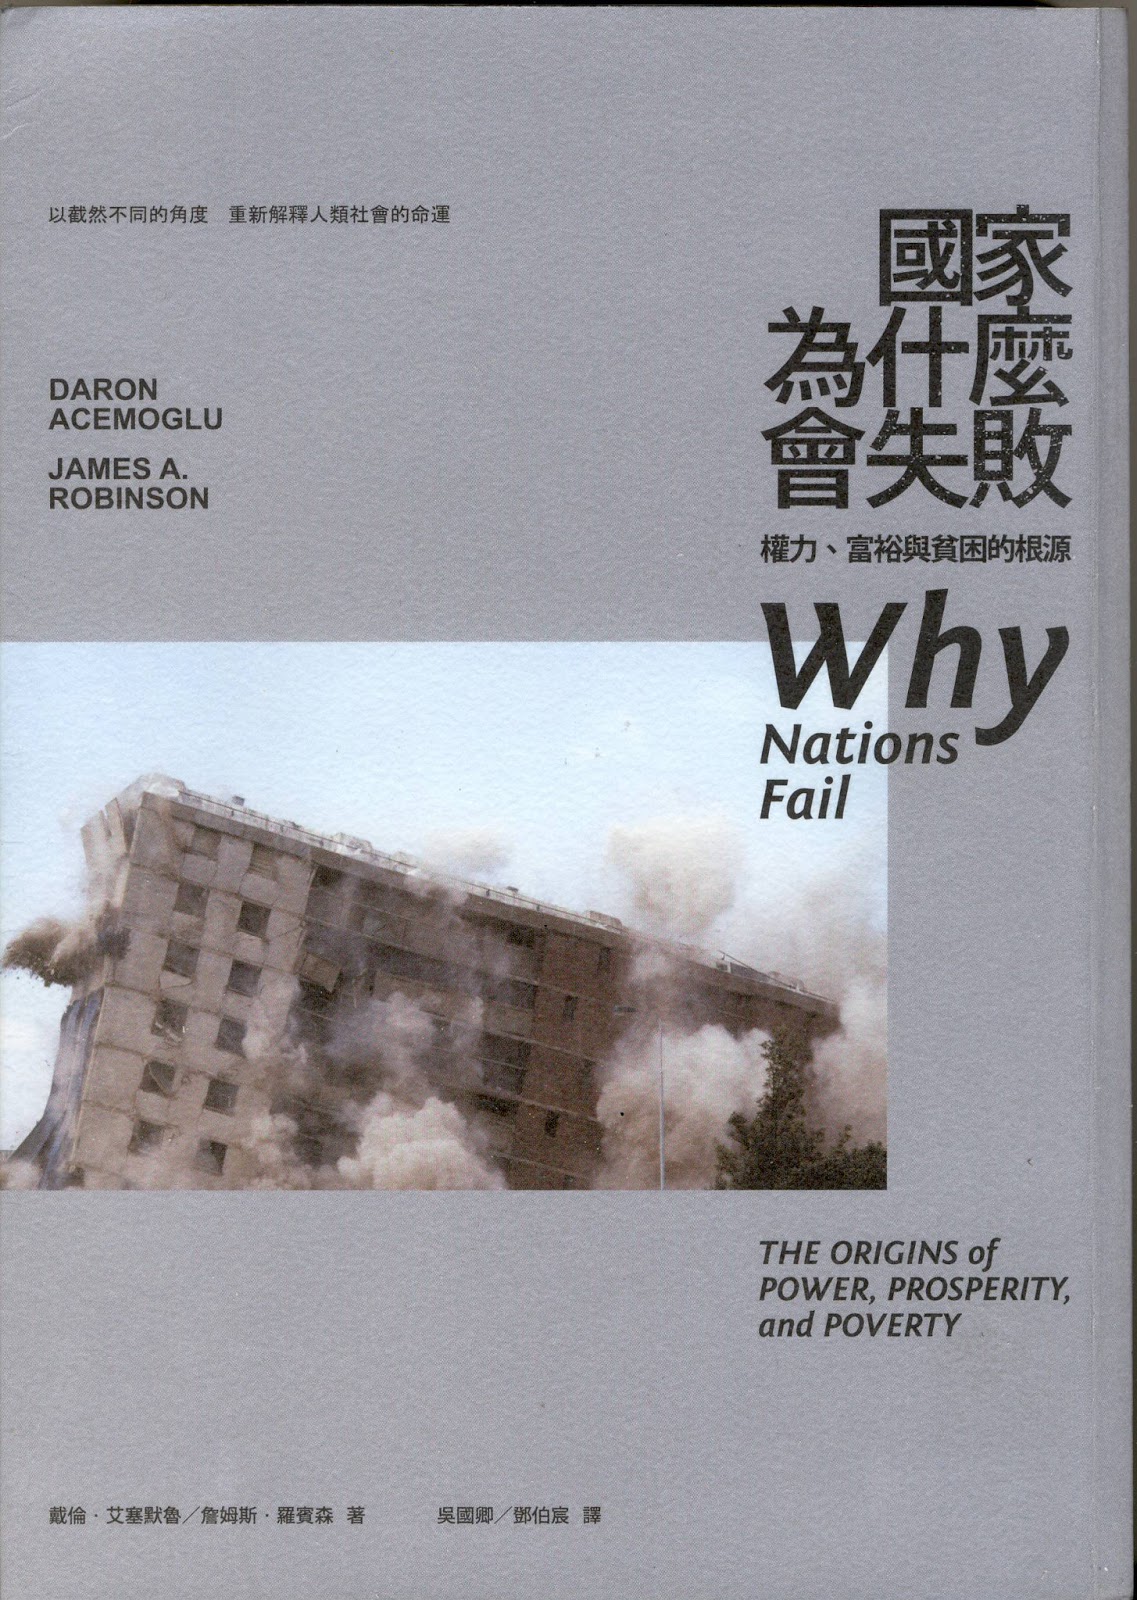 以截然不同的角度　重新解釋人類社會的命運
DARON
ACEMOGLU
JAMES A.
ROBINSON
國家
為什麼
會失敗
權力、富裕與貧困的根源
Why
Nations
Fail
THE ORIGINS of
POWER, PROSPERITY,
and POVERTY
戴倫·艾塞默魯／詹姆斯·羅賓森 著　　吳國卿／鄧伯宸 譯